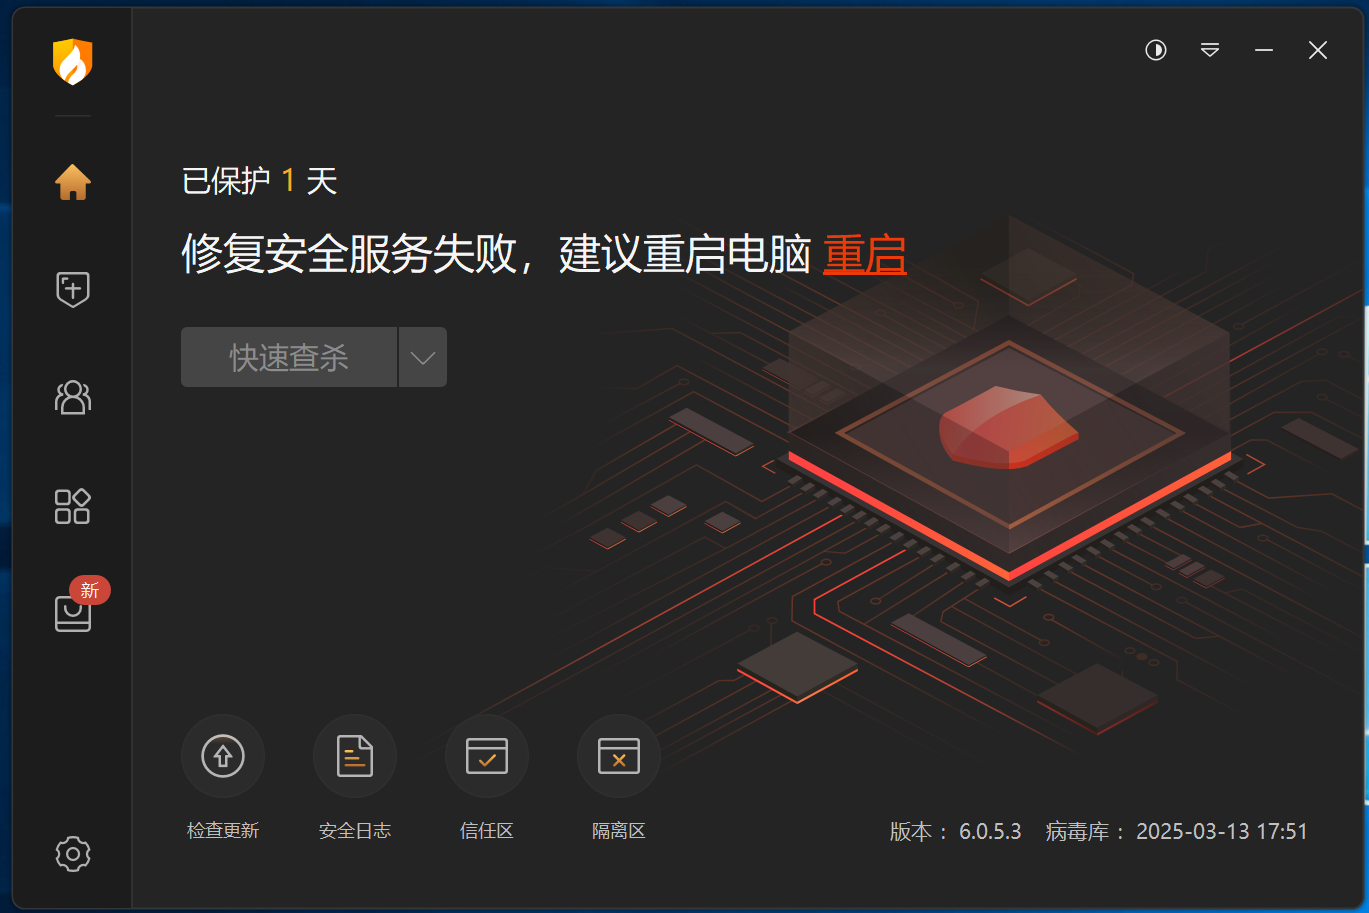 已保护 1 天
修复安全服务失败，建议重启电脑 重启
快速查杀
新
检查更新
安全日志
信任区
隔离区
版本： 6.0.5.3 病毒库： 2025-03-13 17:51